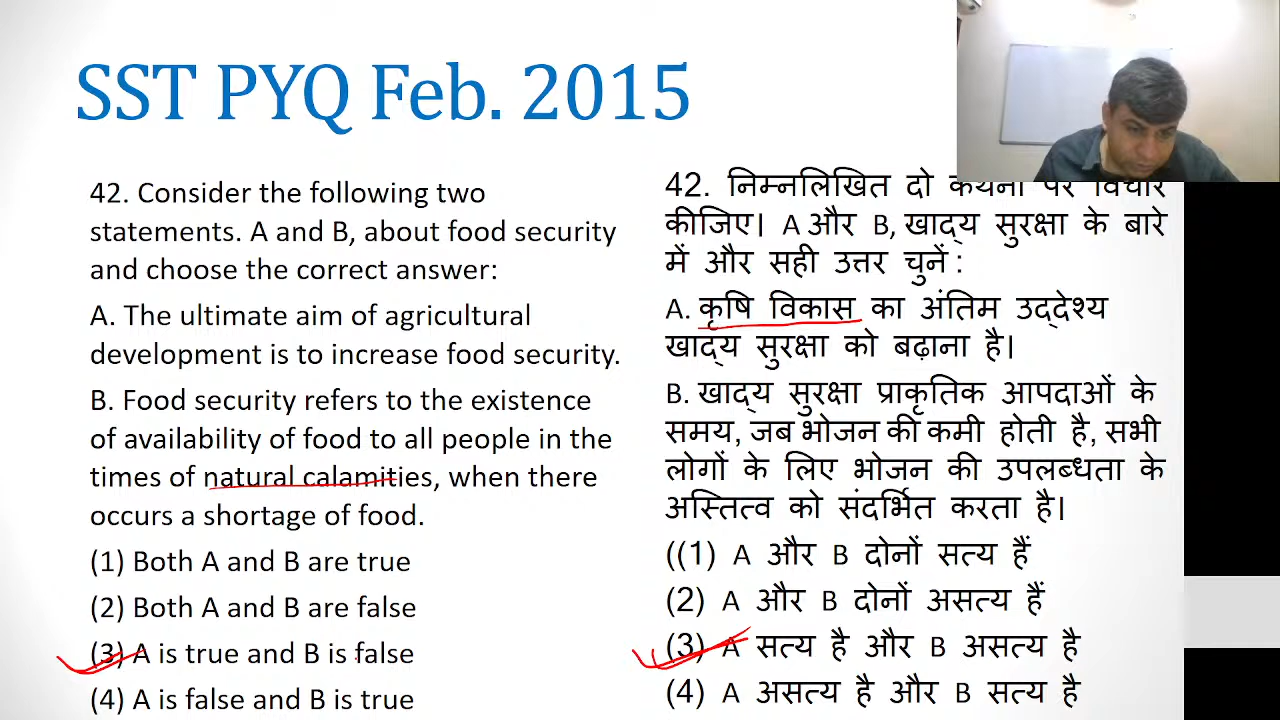 SST PYQ Feb. 2015
42. Consider the following two
statements. A and B, about food security
and choose the correct answer:
A. The ultimate aim of agricultural
development is to increase food security.
B. Food security refers to the existence
of availability of food to all people in the
times of natural calamities, when there
occurs a shortage of food.
(1) Both A and B are true
(2) Both A and B are false
(3) A is true and B is false
(4) A is false and B is true
42. निम्नलिखित दो कथनों पर विचार
कीजिए। A और B, खाद्य सुरक्षा के बारे
में और सही उत्तर चुनें :
A. कृषि विकास का अंतिम उद्देश्य
खाद्य सुरक्षा को बढ़ाना है।
B. खाद्य सुरक्षा प्राकृतिक आपदाओं के
समय, जब भोजन की कमी होती है, सभी
लोगों के लिए भोजन की उपलब्धता के
अस्तित्व को संदर्भित करता है।
((1) A और B दोनों सत्य हैं
(2) A और B दोनों असत्य हैं
(3) A सत्य है और B असत्य है
(4) A असत्य है और B सत्य है